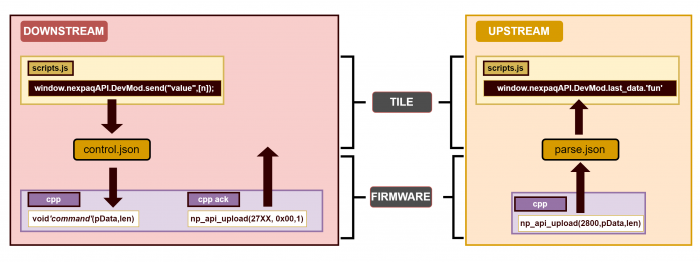 DOWNSTREAM
scripts.js
window.nexpaqAPI.DevMod.send("value",[n]);
control.json
cpp
void'command'(pData,len)
cpp ack
np_api_upload(27XX, 0x00,1)
TILE
FIRMWARE
UPSTREAM
scripts.js
window.nexpaqAPI.DevMod.last_data.'fun'
parse.json
cpp
np_api_upload(2800,pData,len)